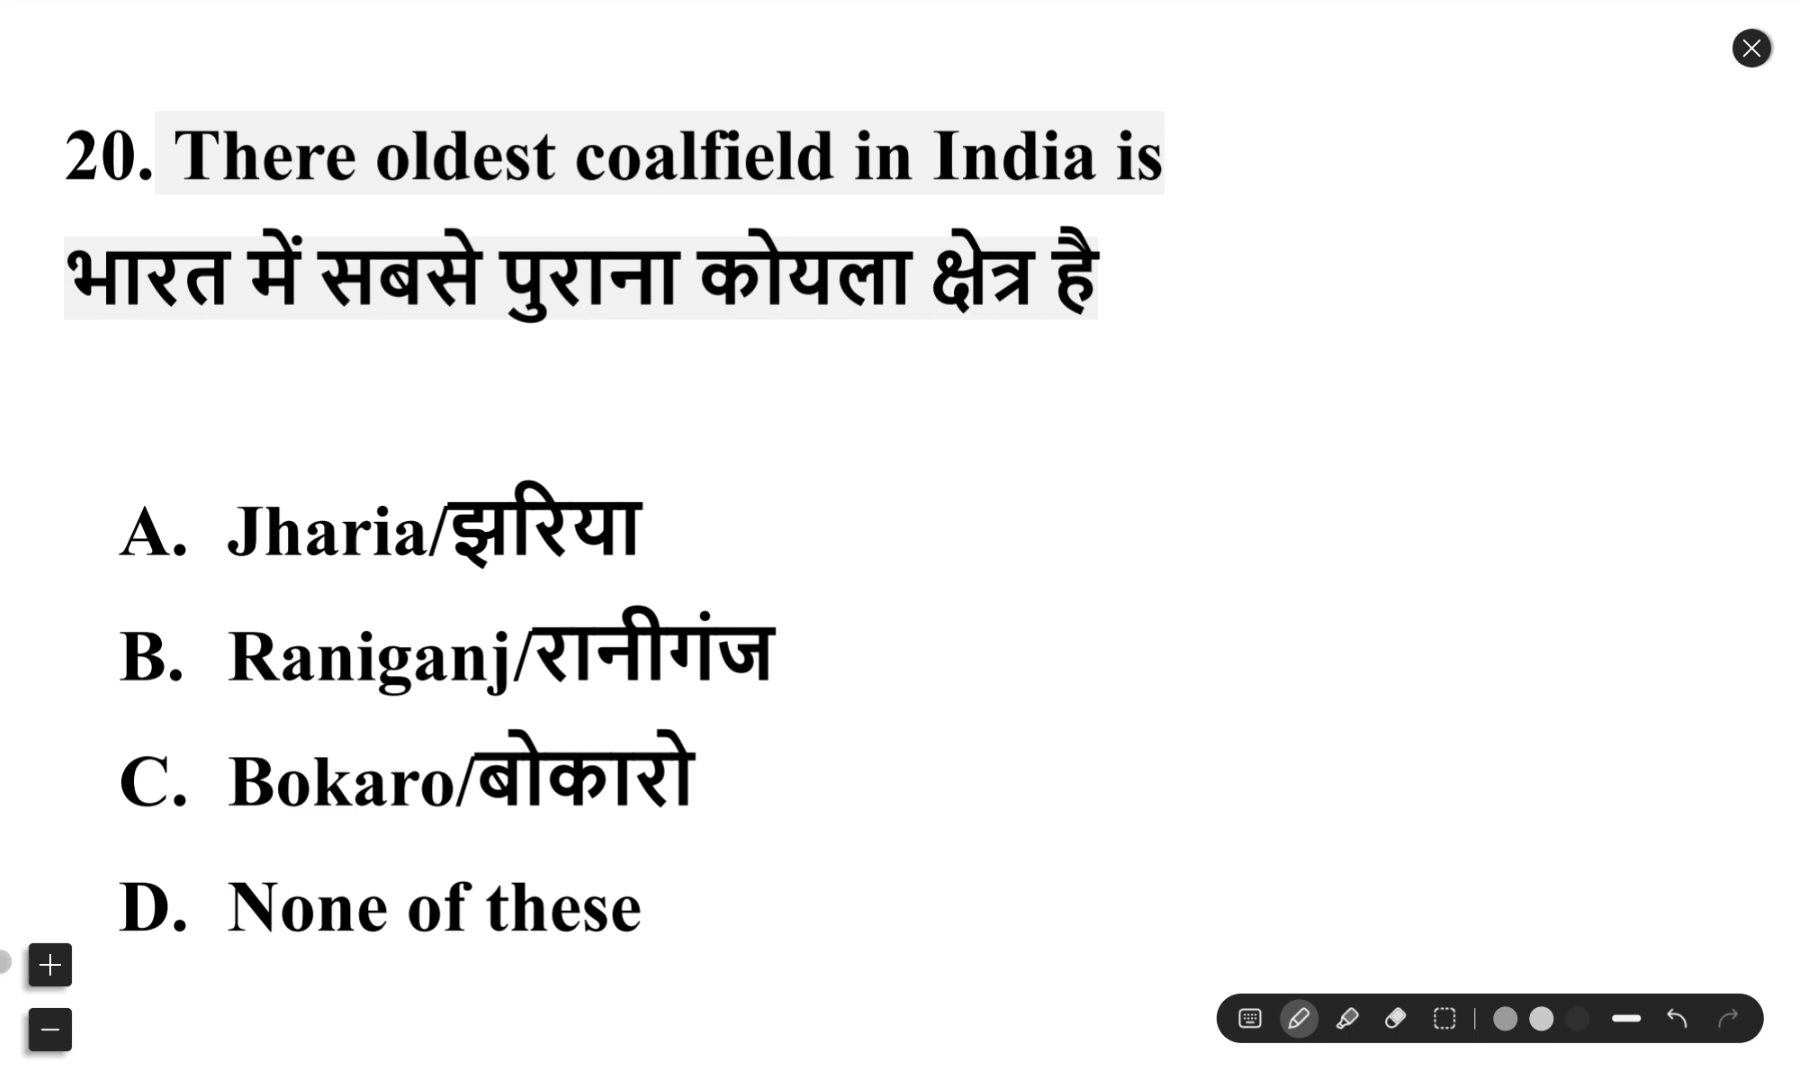 20. There oldest coalfield in India is
भारत में सबसे पुराना कोयला क्षेत्र है
A. Jharia/झरिया
B. Raniganj/रानीगंज
C. Bokaro/बोकारो
D. None of these